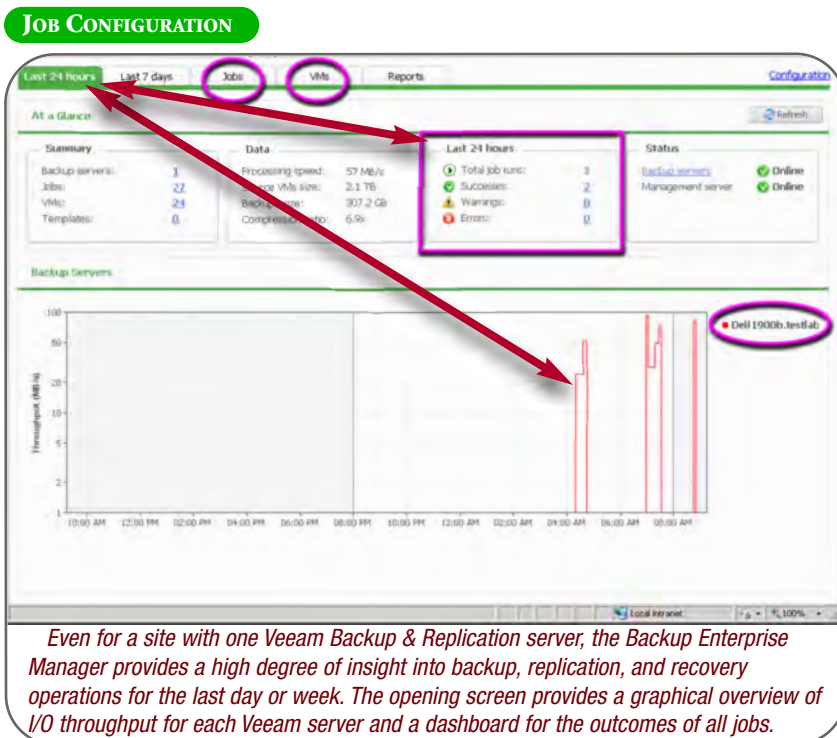 JOB CONFIGURATION
Last 24 hours Last 7 days Jobs VMs Reports Configuration
At a Glance Refresh
Summary Data Last 24 hours Status
Backup servers: 1 Processing speed: 57 MB/s Total job runs: 3 Backup servers Online
Jobs: 27 Source VMs size: 2.1 TB Successes: 2 Management server Online
VMs: 24 Backup size: 307.2 GB Warnings: 0
Templates: 0 Compression ratio: 6.9x Errors: 0
Backup Servers
Throughput (MB/s)
100
50
20
10
5
2
1
10:00 AM 12:00 PM 02:00 PM 04:00 PM 06:00 PM 08:00 PM 10:00 PM 12:00 AM 02:00 AM 04:00 AM 06:00 AM 08:00 AM
Dell1900b.testlab
Local intranet 100%
Even for a site with one Veeam Backup & Replication server, the Backup Enterprise
Manager provides a high degree of insight into backup, replication, and recovery
operations for the last day or week. The opening screen provides a graphical overview of
I/O throughput for each Veeam server and a dashboard for the outcomes of all jobs.